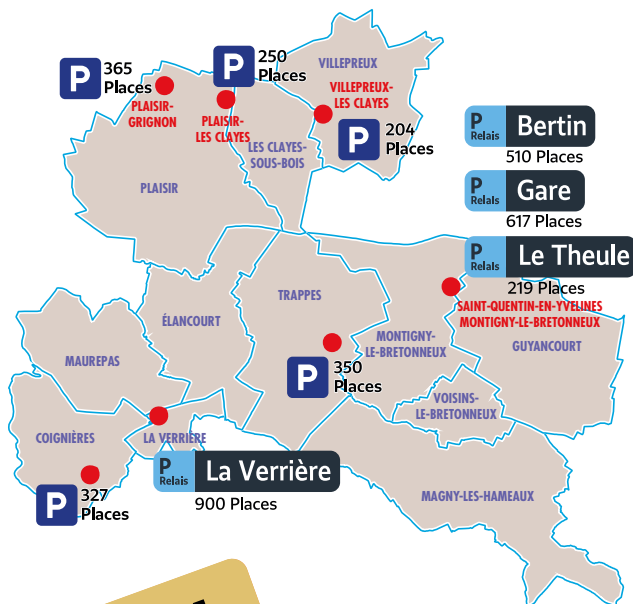 P
365
Places
PLAISIR-
GRIGNON
P
250
Places
PLAISIR-
LES CLAYES
VILLEPREUX
VILLEPREUX-
LES CLAYES
P
204
Places
LES CLAYES-
SOUS-BOIS
PLAISIR
P
Relais
Bertin
510 Places
P
Relais
Gare
617 Places
P
Relais
Le Theule
219 Places
SAINT-QUENTIN-EN-YVELINES
MONTIGNY-LE-BRETONNEUX
GUYANCOURT
TRAPPES
ÉLANCOURT
MONTIGNY-
LE-BRETONNEUX
P
350
Places
MAUREPAS
VOISINS-
LE-BRETONNEUX
COIGNIÈRES
LA VERRIÈRE
P
Relais
La Verrière
900 Places
P
327
Places
MAGNY-LES-HAMEAUX